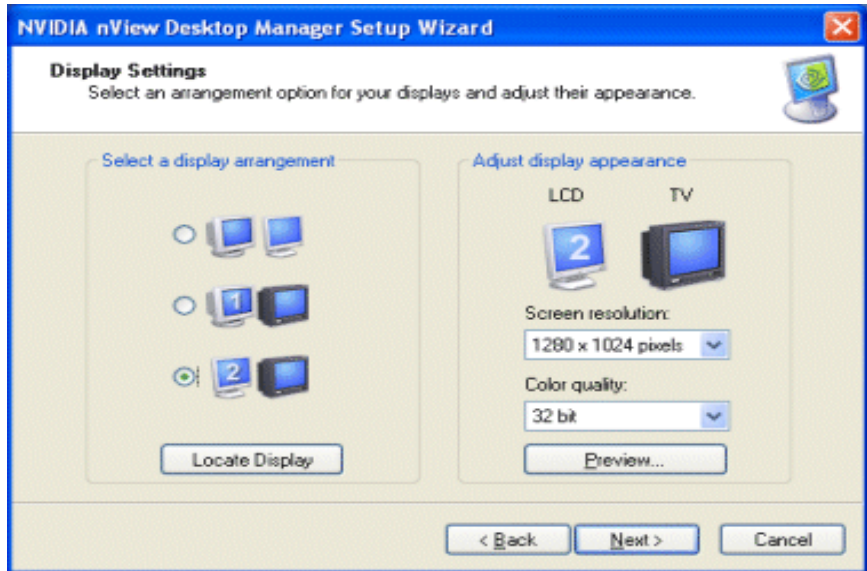 NVIDIA nView Desktop Manager Setup Wizard
Display Settings
Select an arrangement option for your displays and adjust their appearance.
Select a display arrangement
1
2
Locate Display
Adjust display appearance
LCD TV
2
Screen resolution:
1280 x 1024 pixels
Color quality:
32 bit
Preview...
< Back Next > Cancel